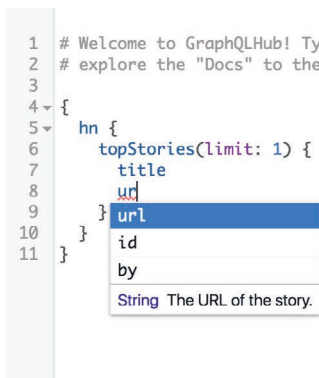 1 # Welcome to GraphQLHub! Ty
2 # explore the "Docs" to the
3
4 {
5 hn {
6 topStories(limit: 1) {
7 title
8 ur
9 } url
10 } id
11 } by
String The URL of the story.